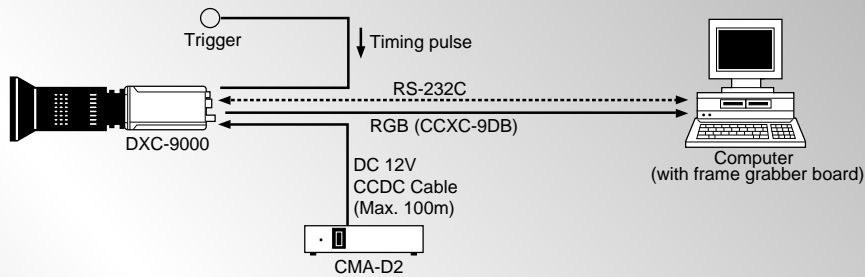 Trigger
Timing pulse
RS-232C
RGB (CCXC-9DB)
DXC-9000
DC 12V
CCDC Cable
(Max. 100m)
CMA-D2
Computer
(with frame grabber board)